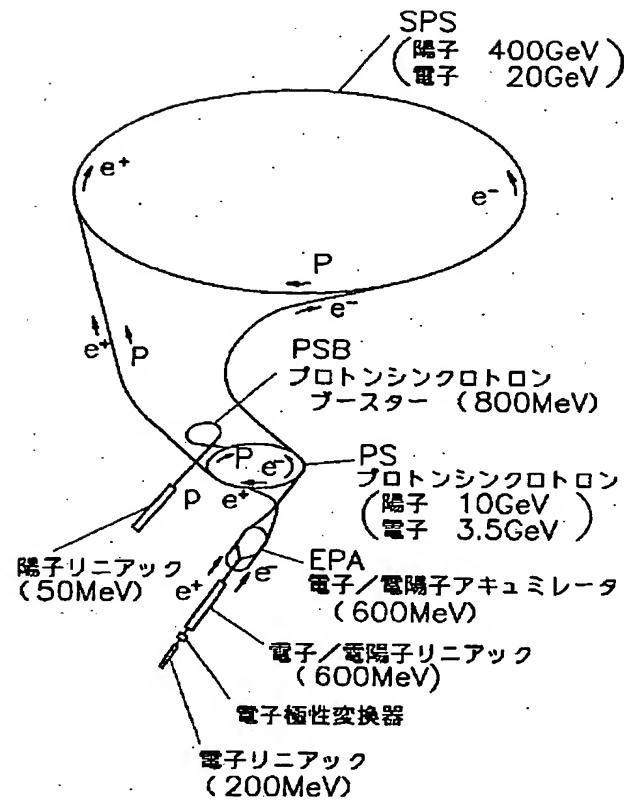 SPS
(陽子 400GeV
電子 20GeV)
e⁺
e⁻
P
e⁻
e⁺
P
PSB
プロトンシンクロトロン
ブースター (800MeV)
P
e⁻
PS
プロトンシンクロトロン
(陽子 10GeV
電子 3.5GeV)
p
e⁺
陽子リニアック
(50MeV)
e⁺
e⁻
EPA
電子/電陽子アキュミレータ
(600MeV)
電子/電陽子リニアック
(600MeV)
電子極性変換器
電子リニアック
(200MeV)